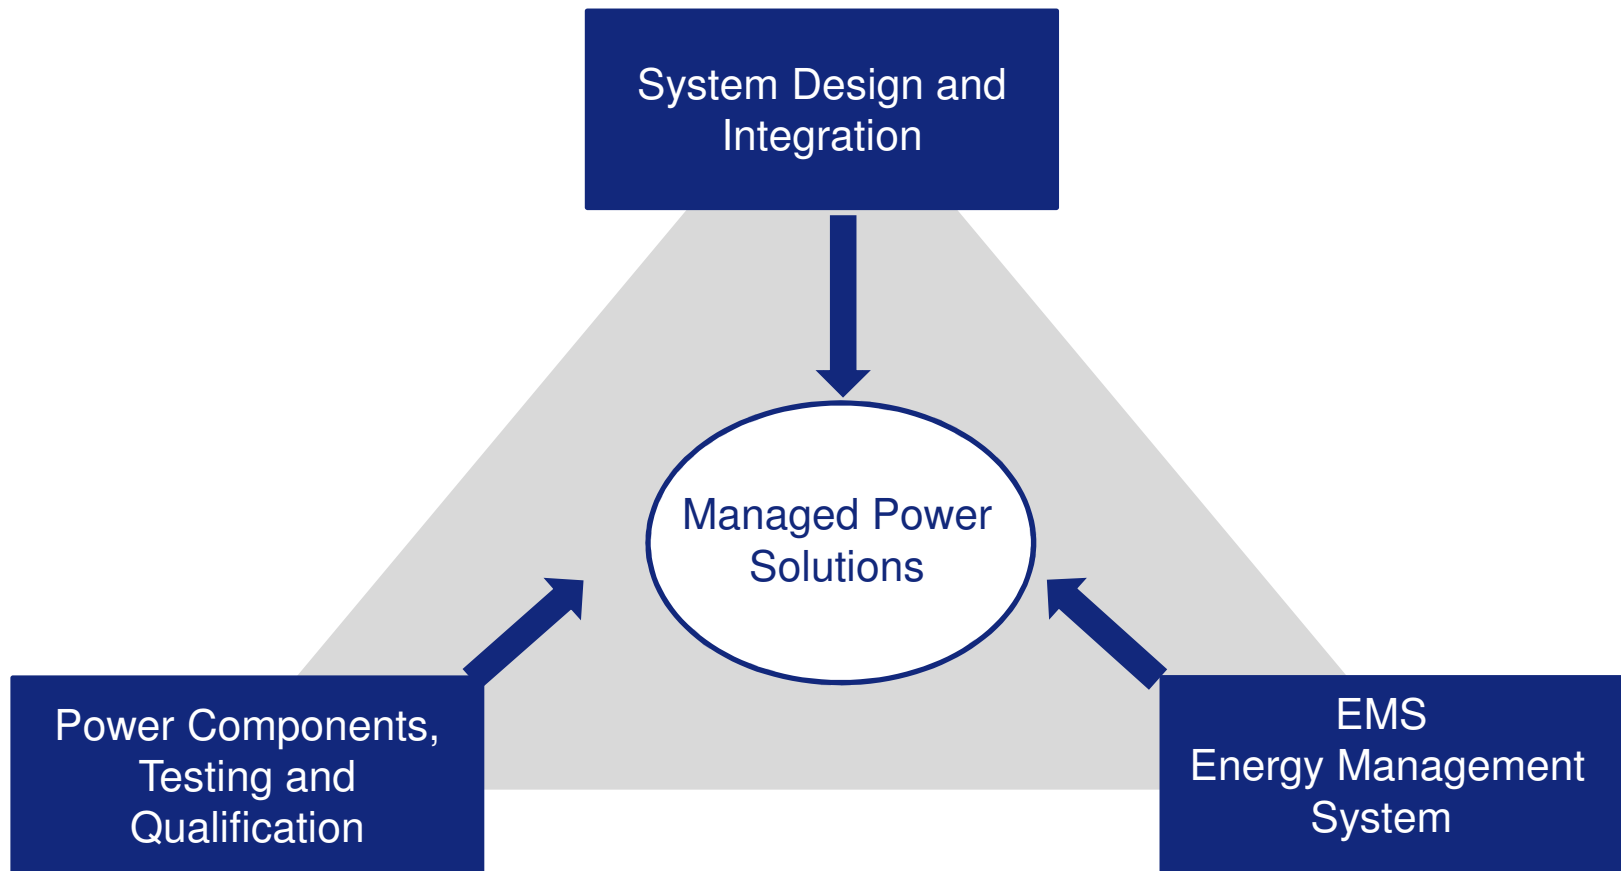 System Design and
Integration
Managed Power
Solutions
Power Components,
Testing and
Qualification
EMS
Energy Management
System